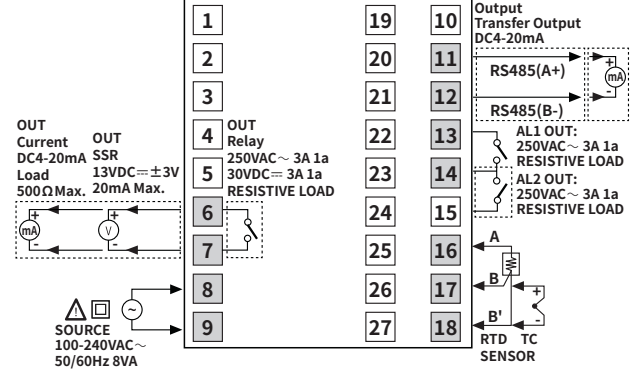 1
2
3
4
5
6
7
8
9
19
20
21
22
23
24
25
26
27
10
11
12
13
14
15
16
17
18
OUT
Current
DC4-20mA
Load
500ΩMax.
OUT
SSR
13VDC⎓±3V
20mA Max.
+
mA
-
+
V
-
OUT
Relay
250VAC～ 3A 1a
30VDC⎓ 3A 1a
RESISTIVE LOAD
!
~
SOURCE
100-240VAC～
50/60Hz 8VA
Output
Transfer Output
DC4-20mA
RS485(A+)
RS485(B-)
+
mA
-
AL1 OUT:
250VAC～ 3A 1a
RESISTIVE LOAD
AL2 OUT:
250VAC～ 3A 1a
RESISTIVE LOAD
A
B
B'
+
-
RTD TC
SENSOR